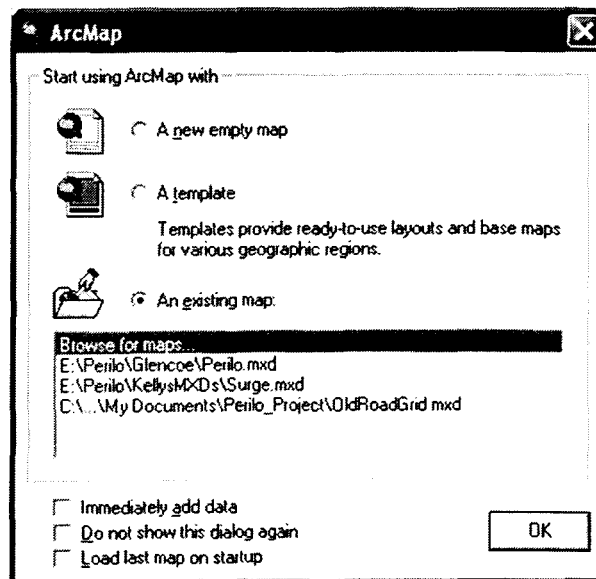 ArcMap
Start using ArcMap with
A new empty map
A template
Templates provide ready-to-use layouts and base maps
for various geographic regions.
An existing map:
Browse for maps...
E:\Perilo\Glencoe\Perilo.mxd
E:\Perilo\KellysMXDs\Surge.mxd
C:\...\My Documents\Perilo_Project\OldRoadGrid mxd
Immediately add data
Do not show this dialog again
Load last map on startup
OK